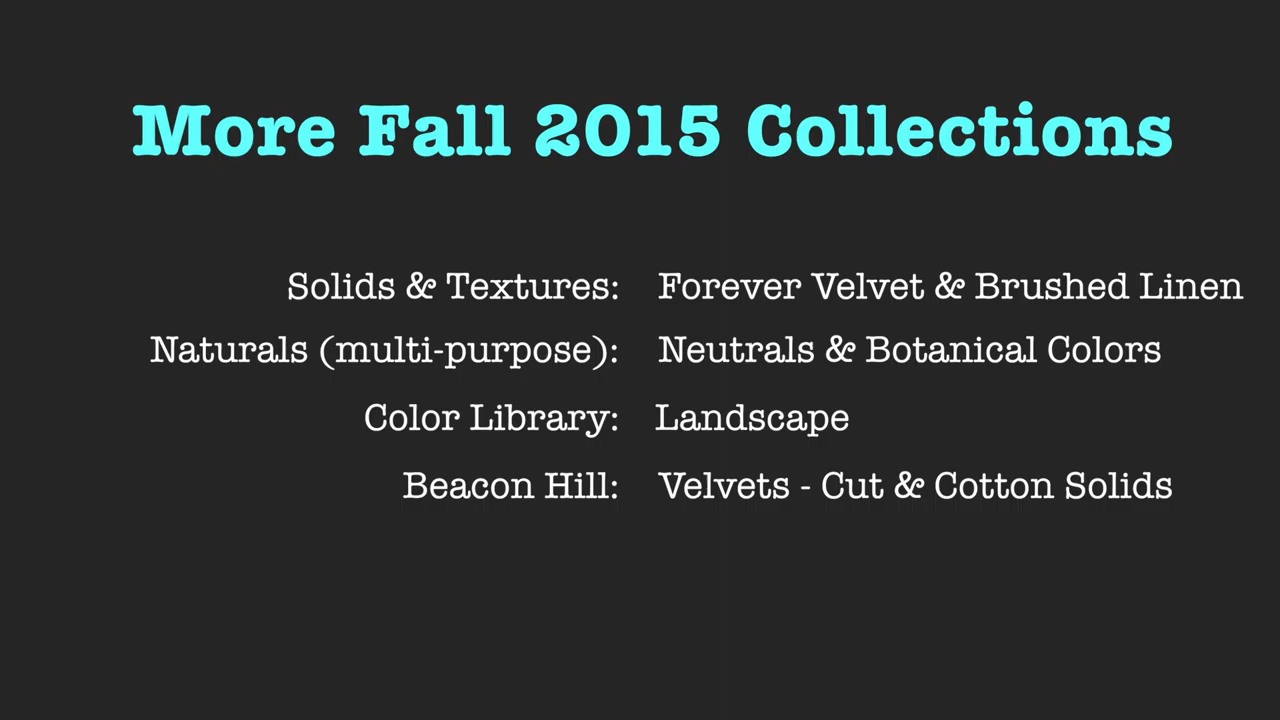 More Fall 2015 Collections
Solids & Textures: Forever Velvet & Brushed Linen
Naturals (multi-purpose): Neutrals & Botanical Colors
Color Library: Landscape
Beacon Hill: Velvets - Cut & Cotton Solids